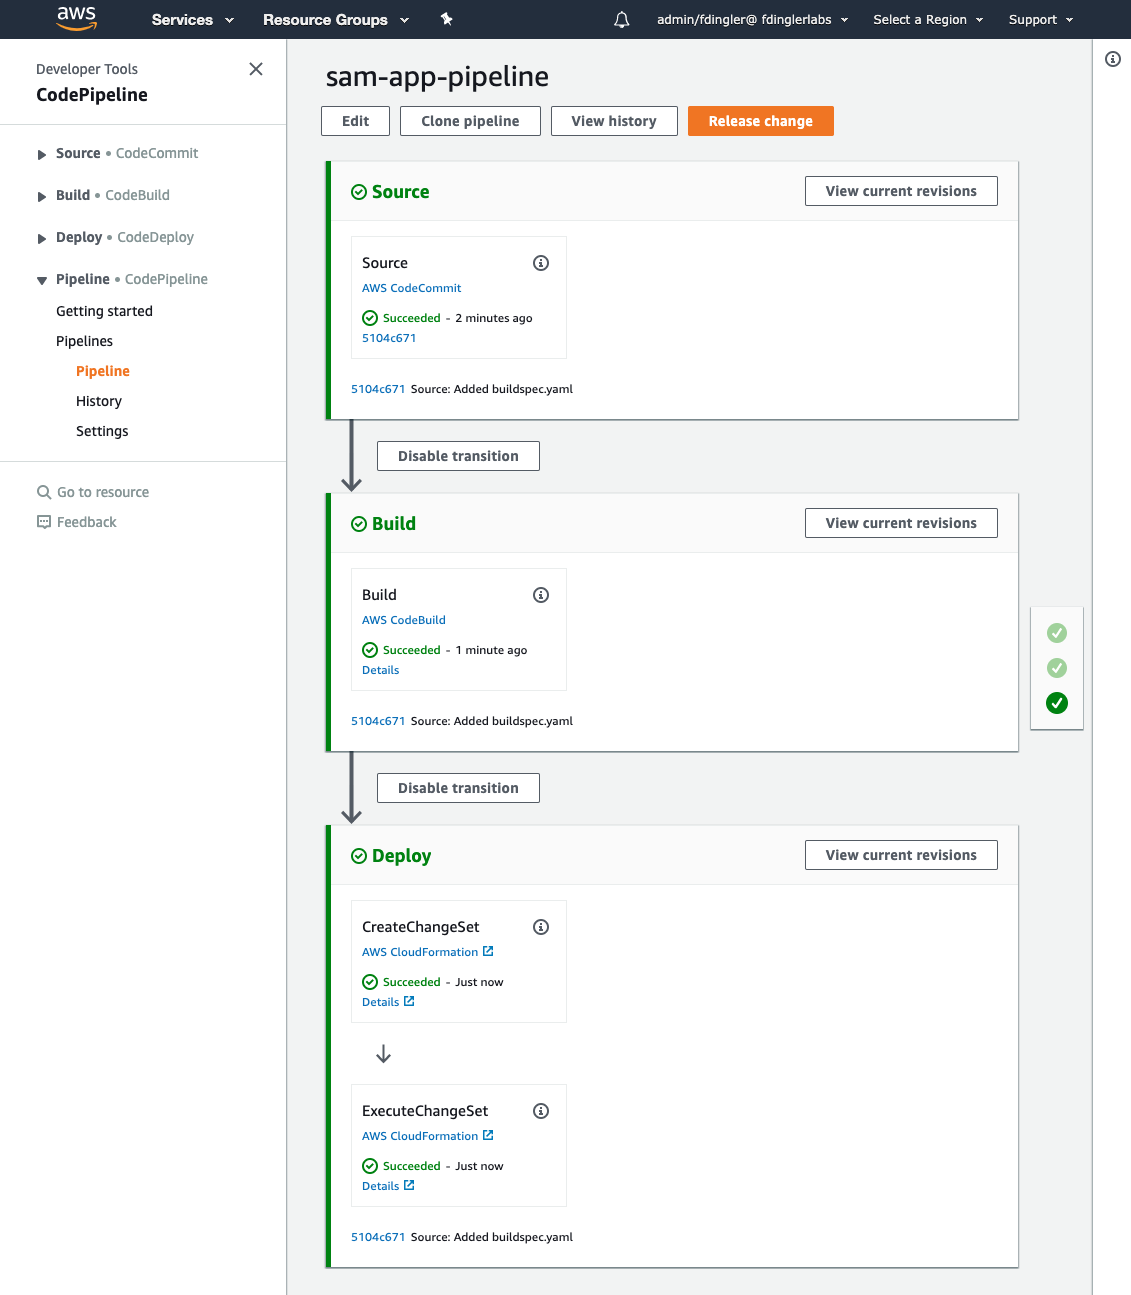 aws Services Resource Groups admin/fdingler@ fdinglerlabs Select a Region Support
Developer Tools
CodePipeline
Source • CodeCommit
Build • CodeBuild
Deploy • CodeDeploy
Pipeline • CodePipeline
Getting started
Pipelines
Pipeline
History
Settings
Go to resource
Feedback
sam-app-pipeline
Edit Clone pipeline View history Release change
Source View current revisions
Source
AWS CodeCommit
Succeeded - 2 minutes ago
5104c671
5104c671 Source: Added buildspec.yaml
Disable transition
Build View current revisions
Build
AWS CodeBuild
Succeeded - 1 minute ago
Details
5104c671 Source: Added buildspec.yaml
Disable transition
Deploy View current revisions
CreateChangeSet
AWS CloudFormation
Succeeded - Just now
Details
ExecuteChangeSet
AWS CloudFormation
Succeeded - Just now
Details
5104c671 Source: Added buildspec.yaml